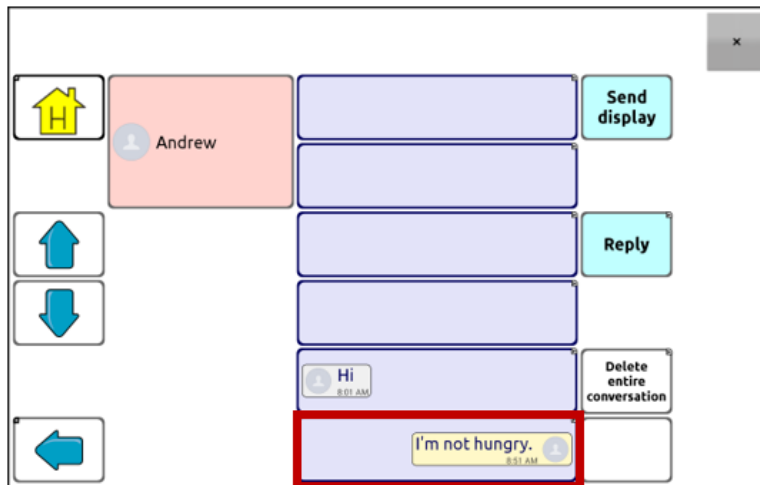 ×
H
Andrew
Send
display
Reply
Hi
8:01 AM
Delete
entire
conversation
I'm not hungry.
8:51 AM